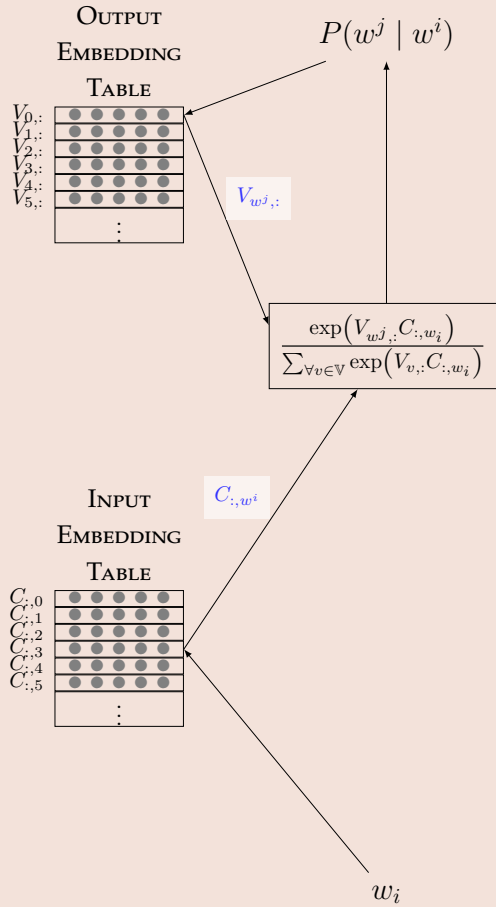 OUTPUT
EMBEDDING
TABLE
P(w^j | w^i)
V_{0,:}
V_{1,:}
V_{2,:}
V_{3,:}
V_{4,:}
V_{5,:}
⋮
V_{w^j,:}
exp(V_{w^j,:}C_{:,w_i})
∑_{∀v∈𝕍} exp(V_{v,:}C_{:,w_i})
C_{:,w^i}
INPUT
EMBEDDING
TABLE
C_{:,0}
C_{:,1}
C_{:,2}
C_{:,3}
C_{:,4}
C_{:,5}
⋮
w_i